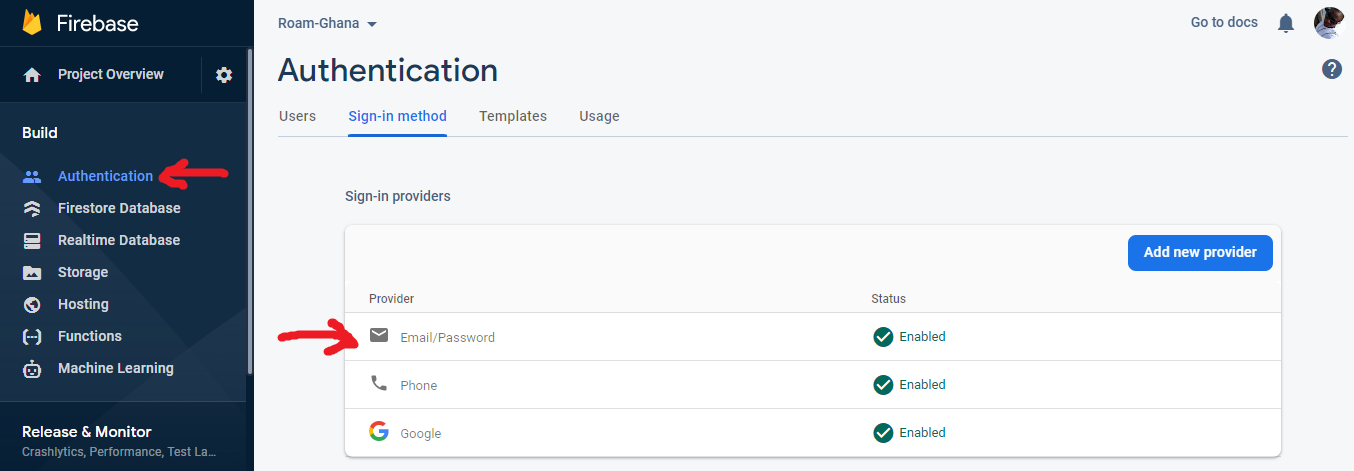 Firebase
Roam-Ghana
Go to docs
Project Overview
Authentication
Users
Sign-in method
Templates
Usage
Build
Authentication
Firestore Database
Realtime Database
Storage
Hosting
Functions
Machine Learning
Release & Monitor
Crashlytics, Performance, Test La...
Sign-in providers
Add new provider
Provider Status
Email/Password Enabled
Phone Enabled
Google Enabled